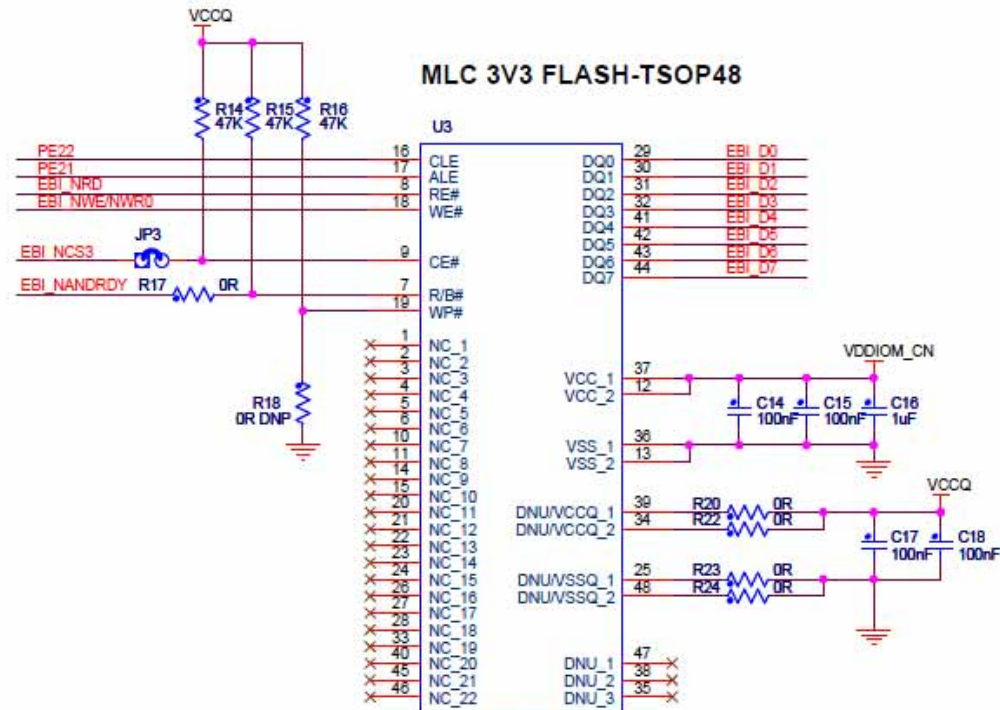 VCCQ
MLC 3V3 FLASH-TSOP48
R14 47K
R15 47K
R16 47K
U3
PE22 16 CLE
PE21 17 ALE
EBI_NRD 8 RE#
EBI_NWE/NWR0 18 WE#
JP3
EBI_NCS3 9 CE#
EBI_NANDRDY R17 0R 7 R/B#
19 WP#
R18
0R DNP
1 NC_1
2 NC_2
3 NC_3
4 NC_4
5 NC_5
6 NC_6
10 NC_7
11 NC_8
14 NC_9
15 NC_10
20 NC_11
21 NC_12
22 NC_13
23 NC_14
24 NC_15
26 NC_16
27 NC_17
28 NC_18
33 NC_19
40 NC_20
45 NC_21
46 NC_22
DQ0 29 EBI_D0
DQ1 30 EBI_D1
DQ2 31 EBI_D2
DQ3 32 EBI_D3
DQ4 41 EBI_D4
DQ5 42 EBI_D5
DQ6 43 EBI_D6
DQ7 44 EBI_D7
VDDIOM_CN
VCC_1 37
VCC_2 12
C14 100nF
C15 100nF
C16 1uF
VSS_1 36
VSS_2 13
VCCQ
DNU/VCCQ_1 39 R20 0R
DNU/VCCQ_2 34 R22 0R
C17 100nF
C18 100nF
DNU/VSSQ_1 25 R23 0R
DNU/VSSQ_2 48 R24 0R
DNU_1 47
DNU_2 38
DNU_3 35